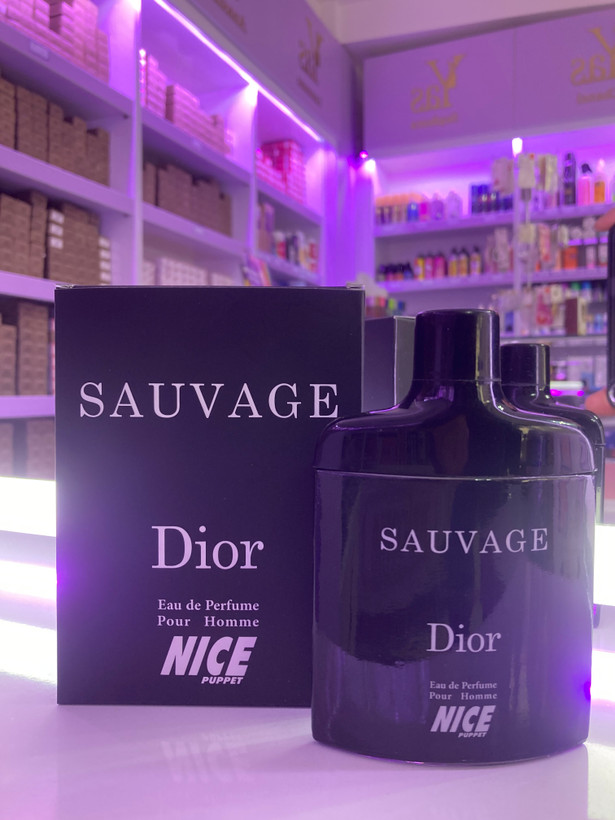 SAUVAGE
Dior
Eau de Perfume
Pour Homme
NICE
PUPPET
SAUVAGE
Dior
Eau de Perfume
Pour Homme
NICE
PUPPET